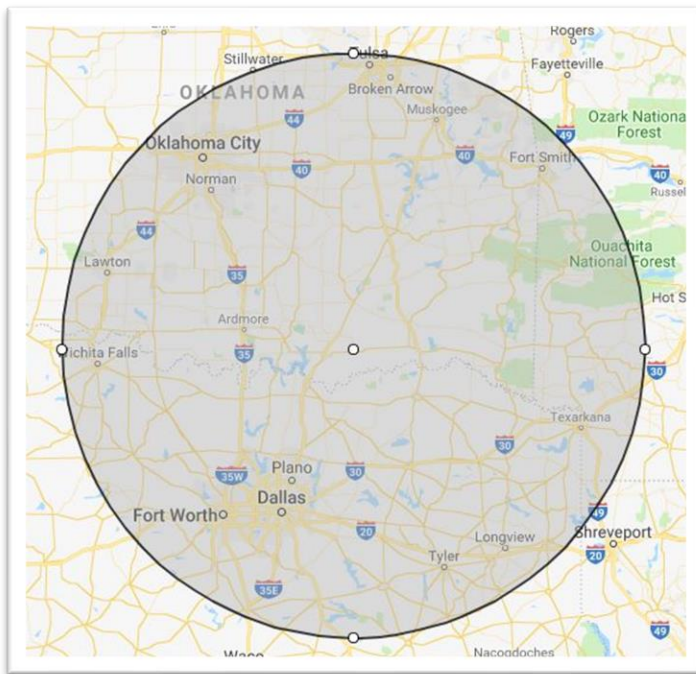 Rogers
Stillwater
Tulsa
Fayetteville
OKLAHOMA
Broken Arrow
44
Muskogee
Ozark Nationa
Forest
49
Oklahoma City
40
40
Fort Smith
40
Norman
Russel
44
Ouachita
National Forest
Lawton
35
Hot S
Ardmore
35
Wichita Falls
30
Texarkana
30
Plano
30
35W
Dallas
Fort Worth
49
20
Longview
Shreveport
20
Tyler
35E
49
Waco
Nacogdoches